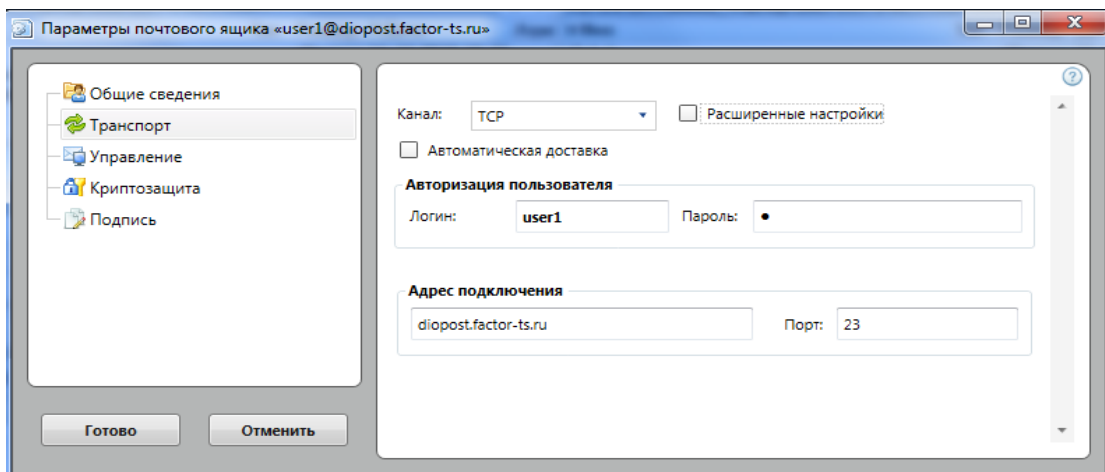 Параметры почтового ящика «user1@diopost.factor-ts.ru»
Общие сведения
Транспорт
Управление
Криптозащита
Подпись
Готово
Отменить
Канал: TCP Расширенные настройки
Автоматическая доставка
Авторизация пользователя
Логин: user1 Пароль: •
Адрес подключения
diopost.factor-ts.ru Порт: 23